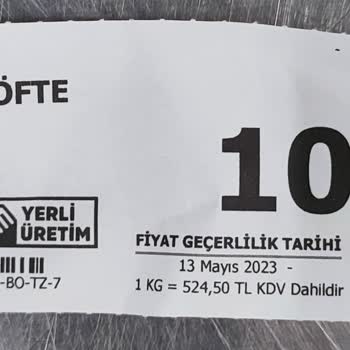 ÖFTE
10
YERLİ
ÜRETİM
FİYAT GEÇERLİLİK TARİHİ
-BO-TZ-7
13 Mayıs 2023 -
1 KG = 524,50 TL KDV Dahildir